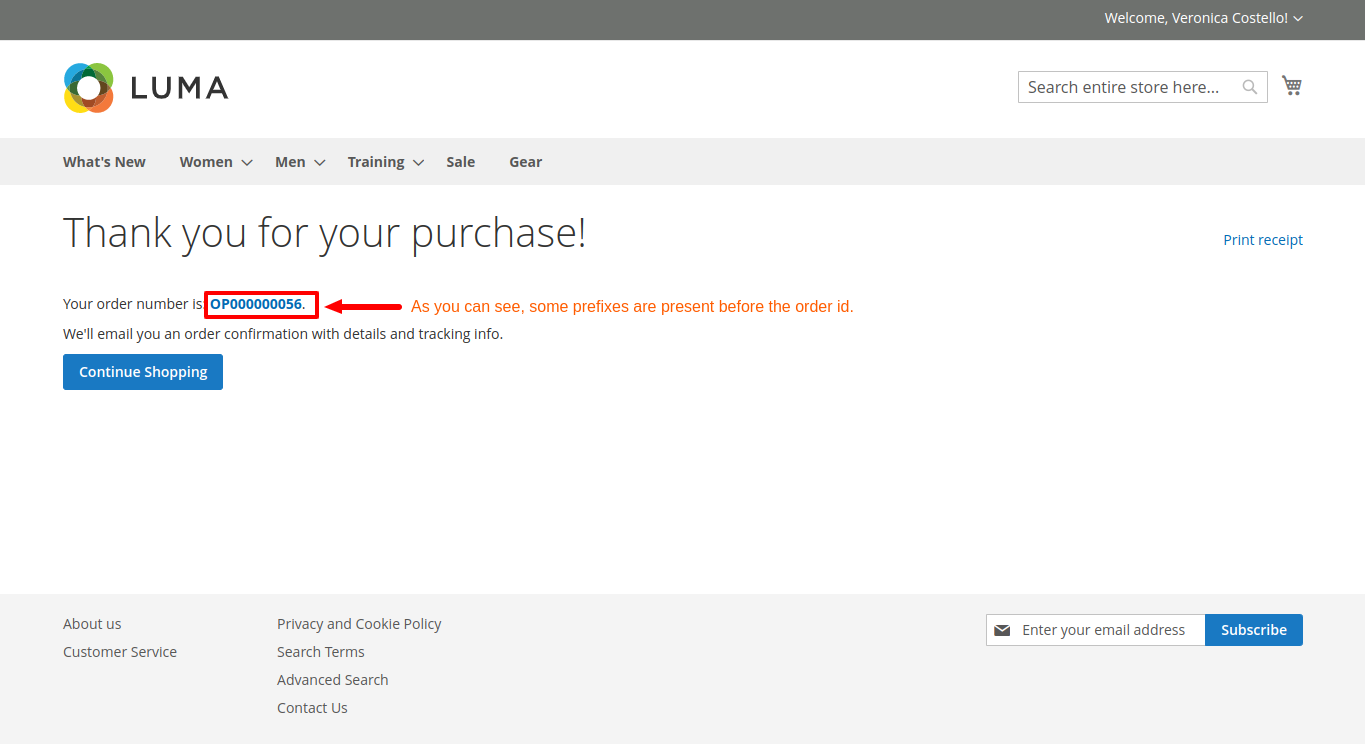 Welcome, Veronica Costello!
LUMA
Search entire store here...
What's New Women Men Training Sale Gear
Thank you for your purchase!
Print receipt
Your order number is OP000000056.
As you can see, some prefixes are present before the order id.
We'll email you an order confirmation with details and tracking info.
Continue Shopping
About us
Customer Service
Privacy and Cookie Policy
Search Terms
Advanced Search
Contact Us
Enter your email address
Subscribe